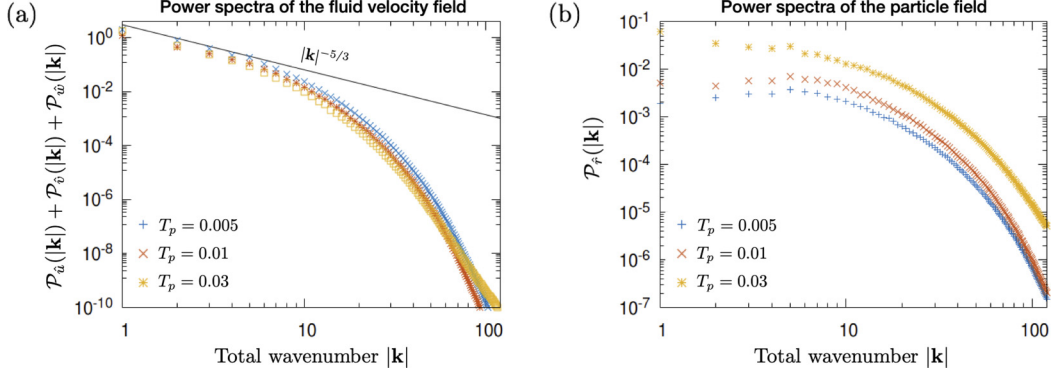 (a)
Power spectra of the fluid velocity field
𝒫_û(|k|) + 𝒫_v̂(|k|) + 𝒫_ŵ(|k|)
10^0
10^-2
10^-4
10^-6
10^-8
10^-10
|k|^-5/3
+ T_p = 0.005
× T_p = 0.01
∗ T_p = 0.03
1 10 100
Total wavenumber |k|
(b)
Power spectra of the particle field
𝒫_r̂(|k|)
10^-1
10^-2
10^-3
10^-4
10^-5
10^-6
10^-7
+ T_p = 0.005
× T_p = 0.01
∗ T_p = 0.03
1 10 100
Total wavenumber |k|